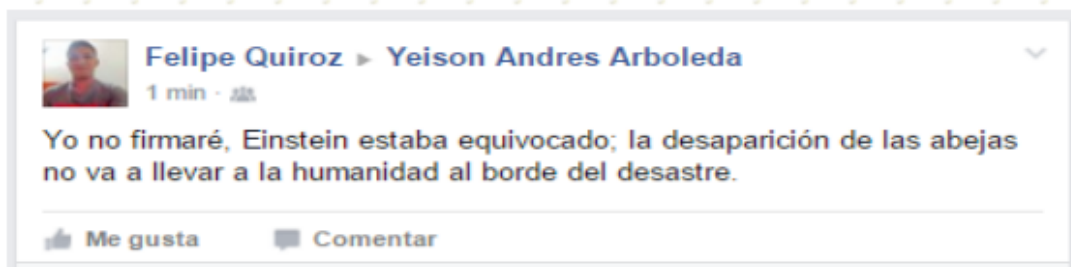 Felipe Quiroz ▸ Yeison Andres Arboleda
1 min ·
Yo no firmaré, Einstein estaba equivocado; la desaparición de las abejas
no va a llevar a la humanidad al borde del desastre.
Me gusta Comentar